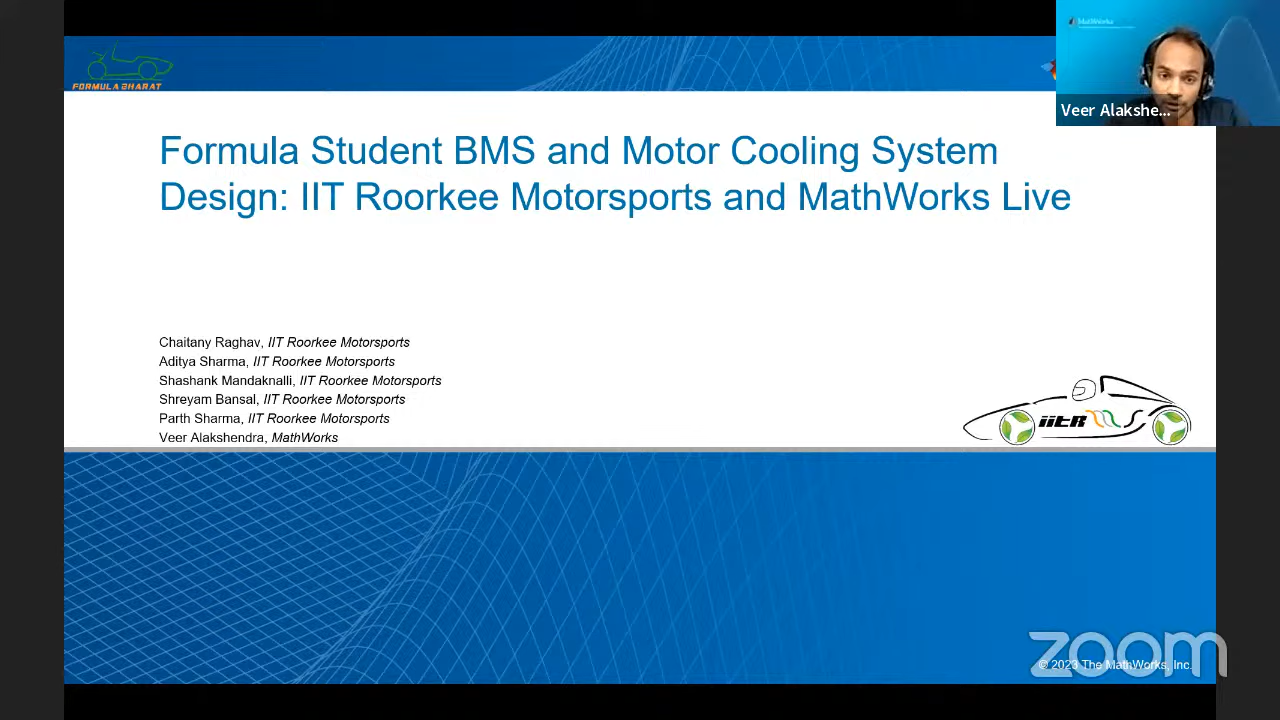 FORMULA BHARAT
MathWorks
Veer Alakshe...
Formula Student BMS and Motor Cooling System
Design: IIT Roorkee Motorsports and MathWorks Live
Chaitany Raghav, IIT Roorkee Motorsports
Aditya Sharma, IIT Roorkee Motorsports
Shashank Mandaknalli, IIT Roorkee Motorsports
Shreyam Bansal, IIT Roorkee Motorsports
Parth Sharma, IIT Roorkee Motorsports
Veer Alakshendra, MathWorks
iitR ms
zoom
© 2023 The MathWorks, Inc.